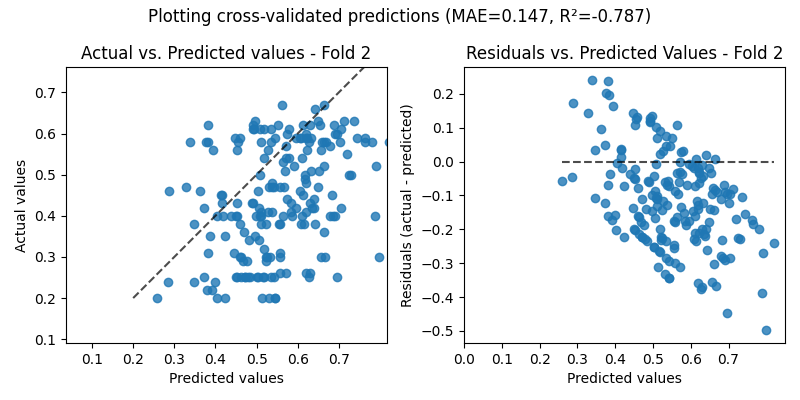 Plotting cross-validated predictions (MAE=0.147, R²=-0.787)
Actual vs. Predicted values - Fold 2
Actual values
0.7
0.6
0.5
0.4
0.3
0.2
0.1
0.1 0.2 0.3 0.4 0.5 0.6 0.7
Predicted values
Residuals vs. Predicted Values - Fold 2
Residuals (actual - predicted)
0.2
0.1
0.0
−0.1
−0.2
−0.3
−0.4
−0.5
0.0 0.1 0.2 0.3 0.4 0.5 0.6 0.7
Predicted values